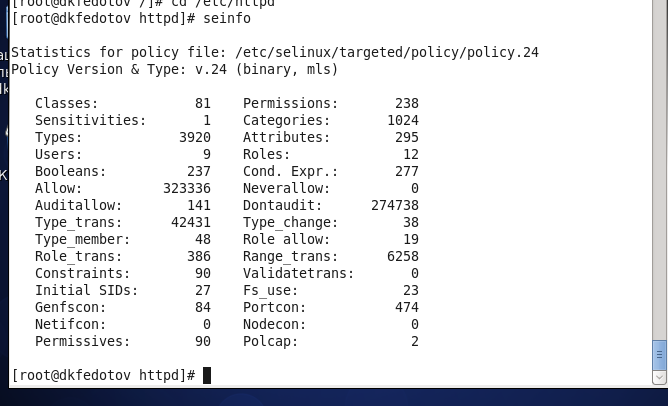 [root@dkfedotov /]# cd /etc/httpd
[root@dkfedotov httpd]# seinfo
Statistics for policy file: /etc/selinux/targeted/policy/policy.24
Policy Version & Type: v.24 (binary, mls)
Classes: 81 Permissions: 238
Sensitivities: 1 Categories: 1024
Types: 3920 Attributes: 295
Users: 9 Roles: 12
Booleans: 237 Cond. Expr.: 277
Allow: 323336 Neverallow: 0
Auditallow: 141 Dontaudit: 274738
Type_trans: 42431 Type_change: 38
Type_member: 48 Role allow: 19
Role_trans: 386 Range_trans: 6258
Constraints: 90 Validatetrans: 0
Initial SIDs: 27 Fs_use: 23
Genfscon: 84 Portcon: 474
Netifcon: 0 Nodecon: 0
Permissives: 90 Polcap: 2
[root@dkfedotov httpd]#